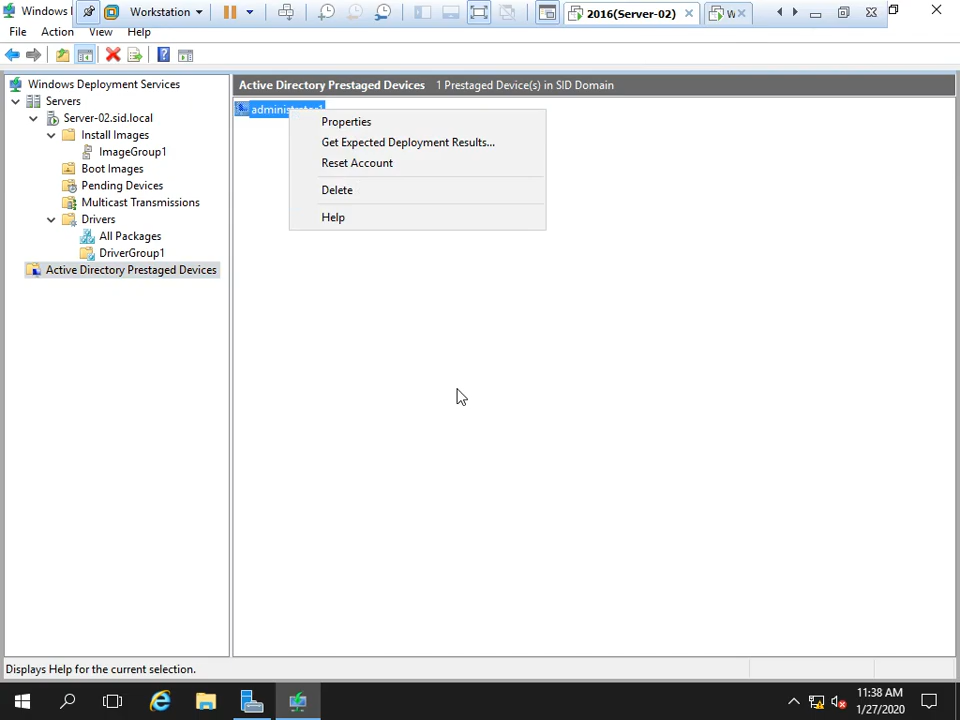 Windows
Workstation
2016(Server-02)
W
File Action View Help
Windows Deployment Services
Servers
Server-02.sid.local
Install Images
ImageGroup1
Boot Images
Pending Devices
Multicast Transmissions
Drivers
All Packages
DriverGroup1
Active Directory Prestaged Devices
Active Directory Prestaged Devices 1 Prestaged Device(s) in SID Domain
Properties
Get Expected Deployment Results...
Reset Account
Delete
Help
Displays Help for the current selection.
11:38 AM
1/27/2020